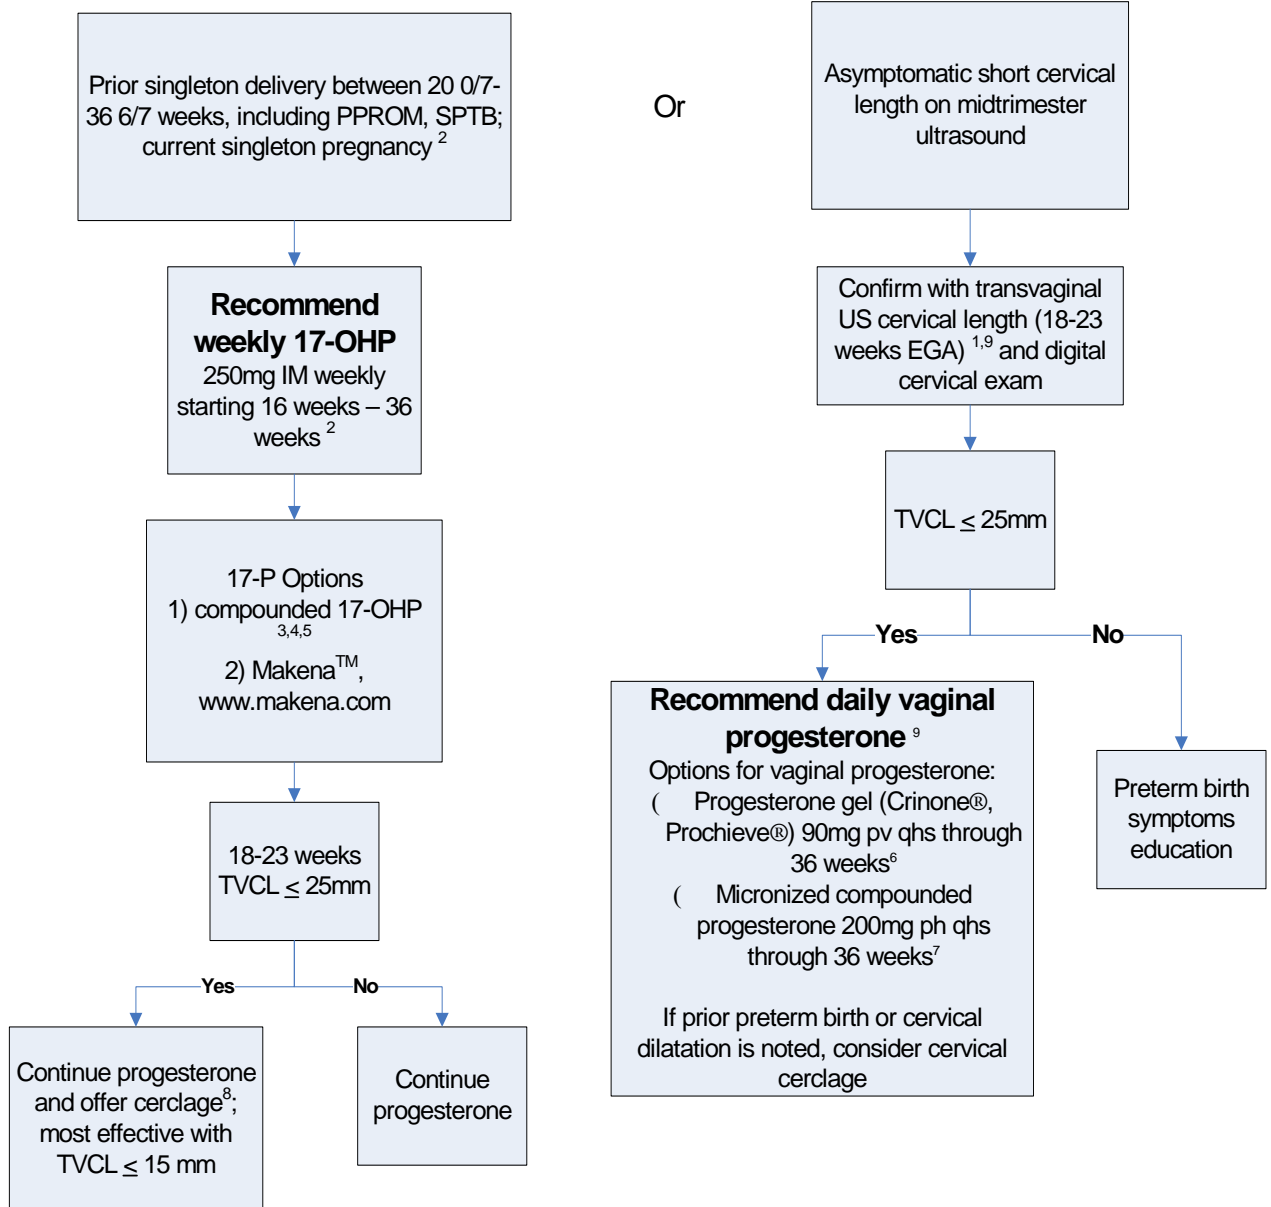 Prior singleton delivery between 20 0/7-
36 6/7 weeks, including PPROM, SPTB;
current singleton pregnancy 2
Or
Asymptomatic short cervical
length on midtrimester
ultrasound
Recommend
weekly 17-OHP
250mg IM weekly
starting 16 weeks – 36
weeks 2
Confirm with transvaginal
US cervical length (18-23
weeks EGA) 1,9 and digital
cervical exam
17-P Options
1) compounded 17-OHP
3,4,5
2) Makena™,
www.makena.com
TVCL ≤ 25mm
Yes
No
18-23 weeks
TVCL ≤ 25mm
Recommend daily vaginal
progesterone 9
Options for vaginal progesterone:
( Progesterone gel (Crinone®,
Prochieve®) 90mg pv qhs through
36 weeks6
( Micronized compounded
progesterone 200mg ph qhs
through 36 weeks7
If prior preterm birth or cervical
dilatation is noted, consider cervical
cerclage
Preterm birth
symptoms
education
Yes
No
Continue progesterone
and offer cerclage8;
most effective with
TVCL ≤ 15 mm
Continue
progesterone